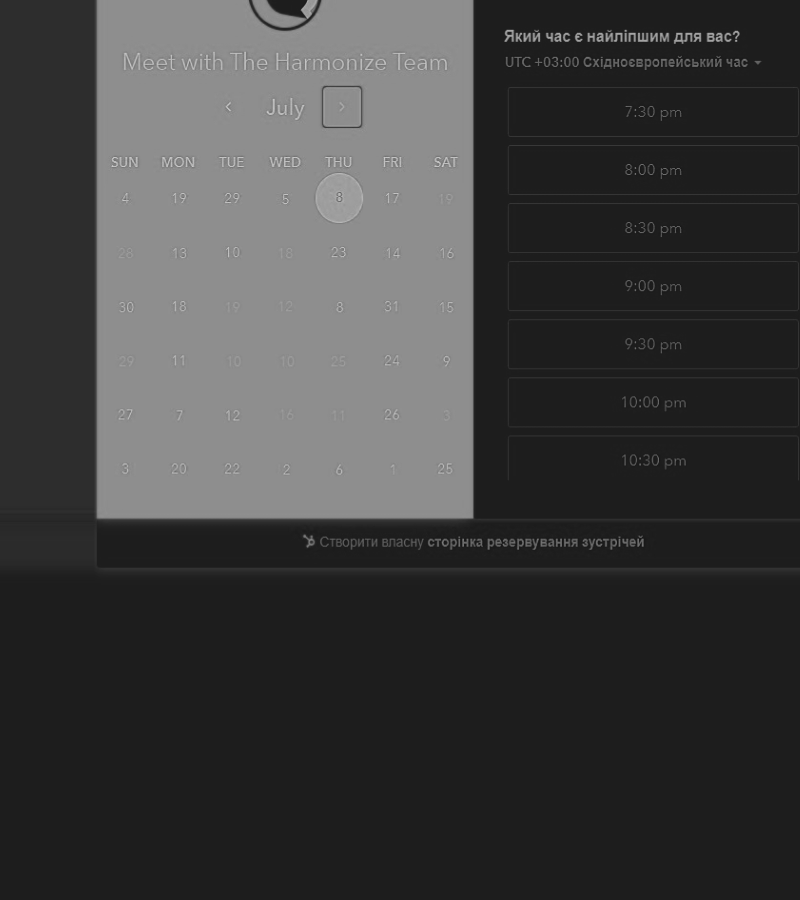 Meet with The Harmonize Team
July
SUN MON TUE WED THU FRI SAT
4 19 29 5 8 17 19
28 13 10 18 23 14 16
30 18 19 12 8 31 15
29 11 10 10 25 24 9
27 7 12 16 11 26 3
3 20 22 2 6 1 25
Який час є найліпшим для вас?
UTC +03:00 Східноєвропейський час
7:30 pm
8:00 pm
8:30 pm
9:00 pm
9:30 pm
10:00 pm
10:30 pm
Створити власну сторінка резервування зустрічей